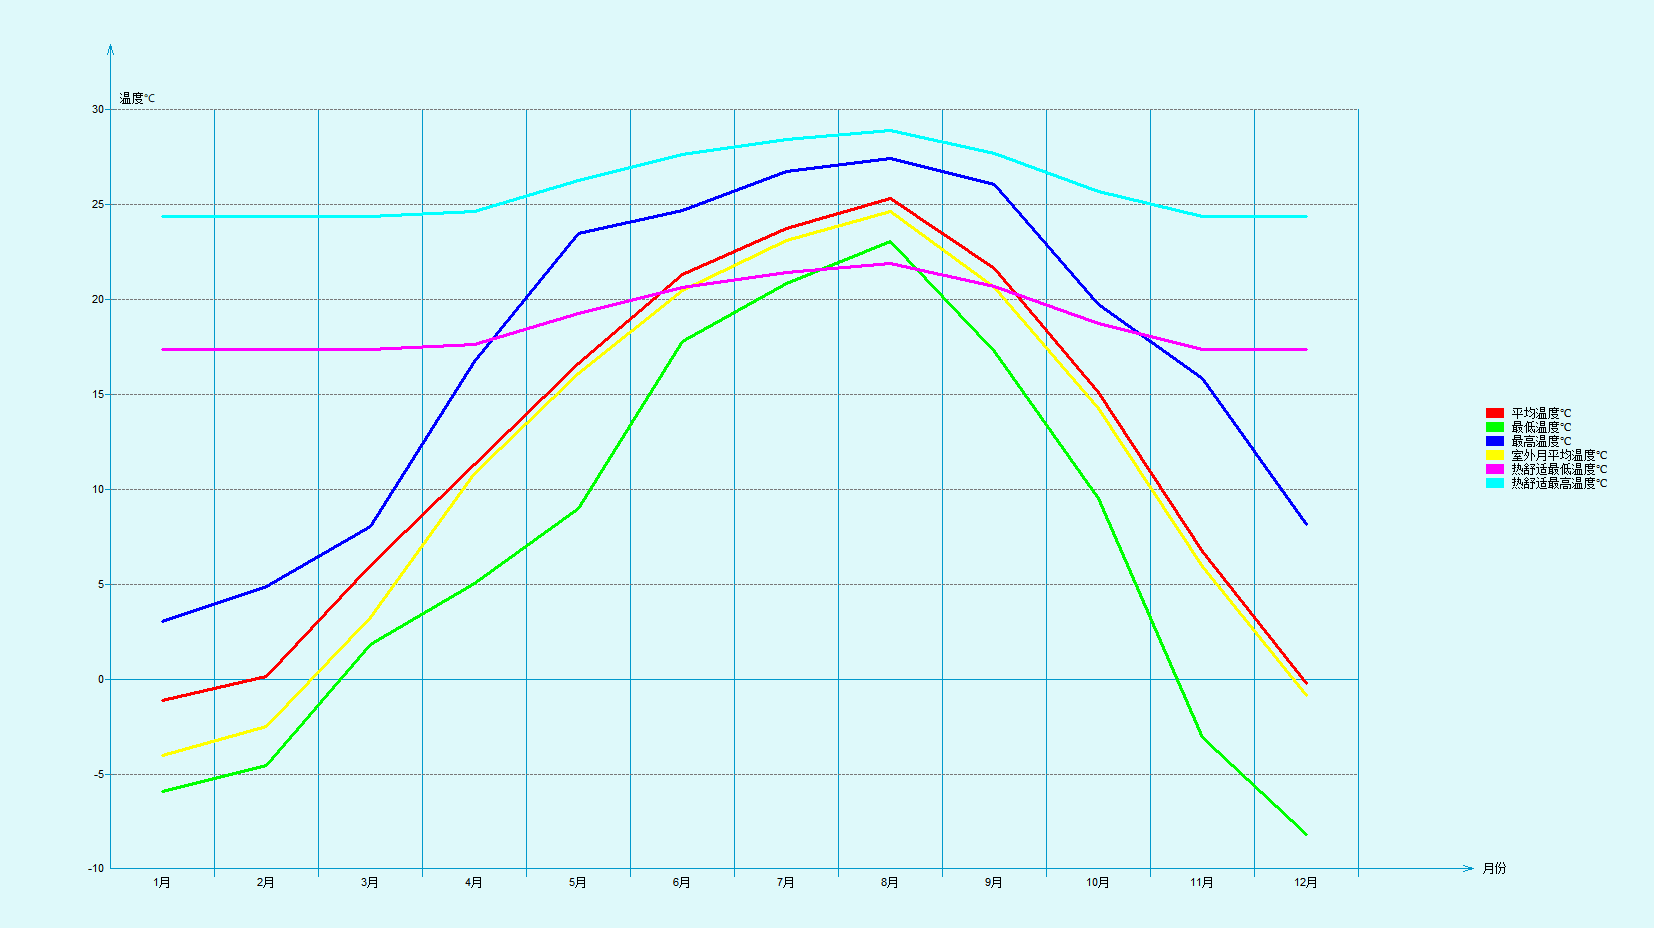 温度℃
30
25
20
15
10
5
0
-5
-10
1月 2月 3月 4月 5月 6月 7月 8月 9月 10月 11月 12月
月份
平均温度℃
最低温度℃
最高温度℃
室外月平均温度℃
热舒适最低温度℃
热舒适最高温度℃